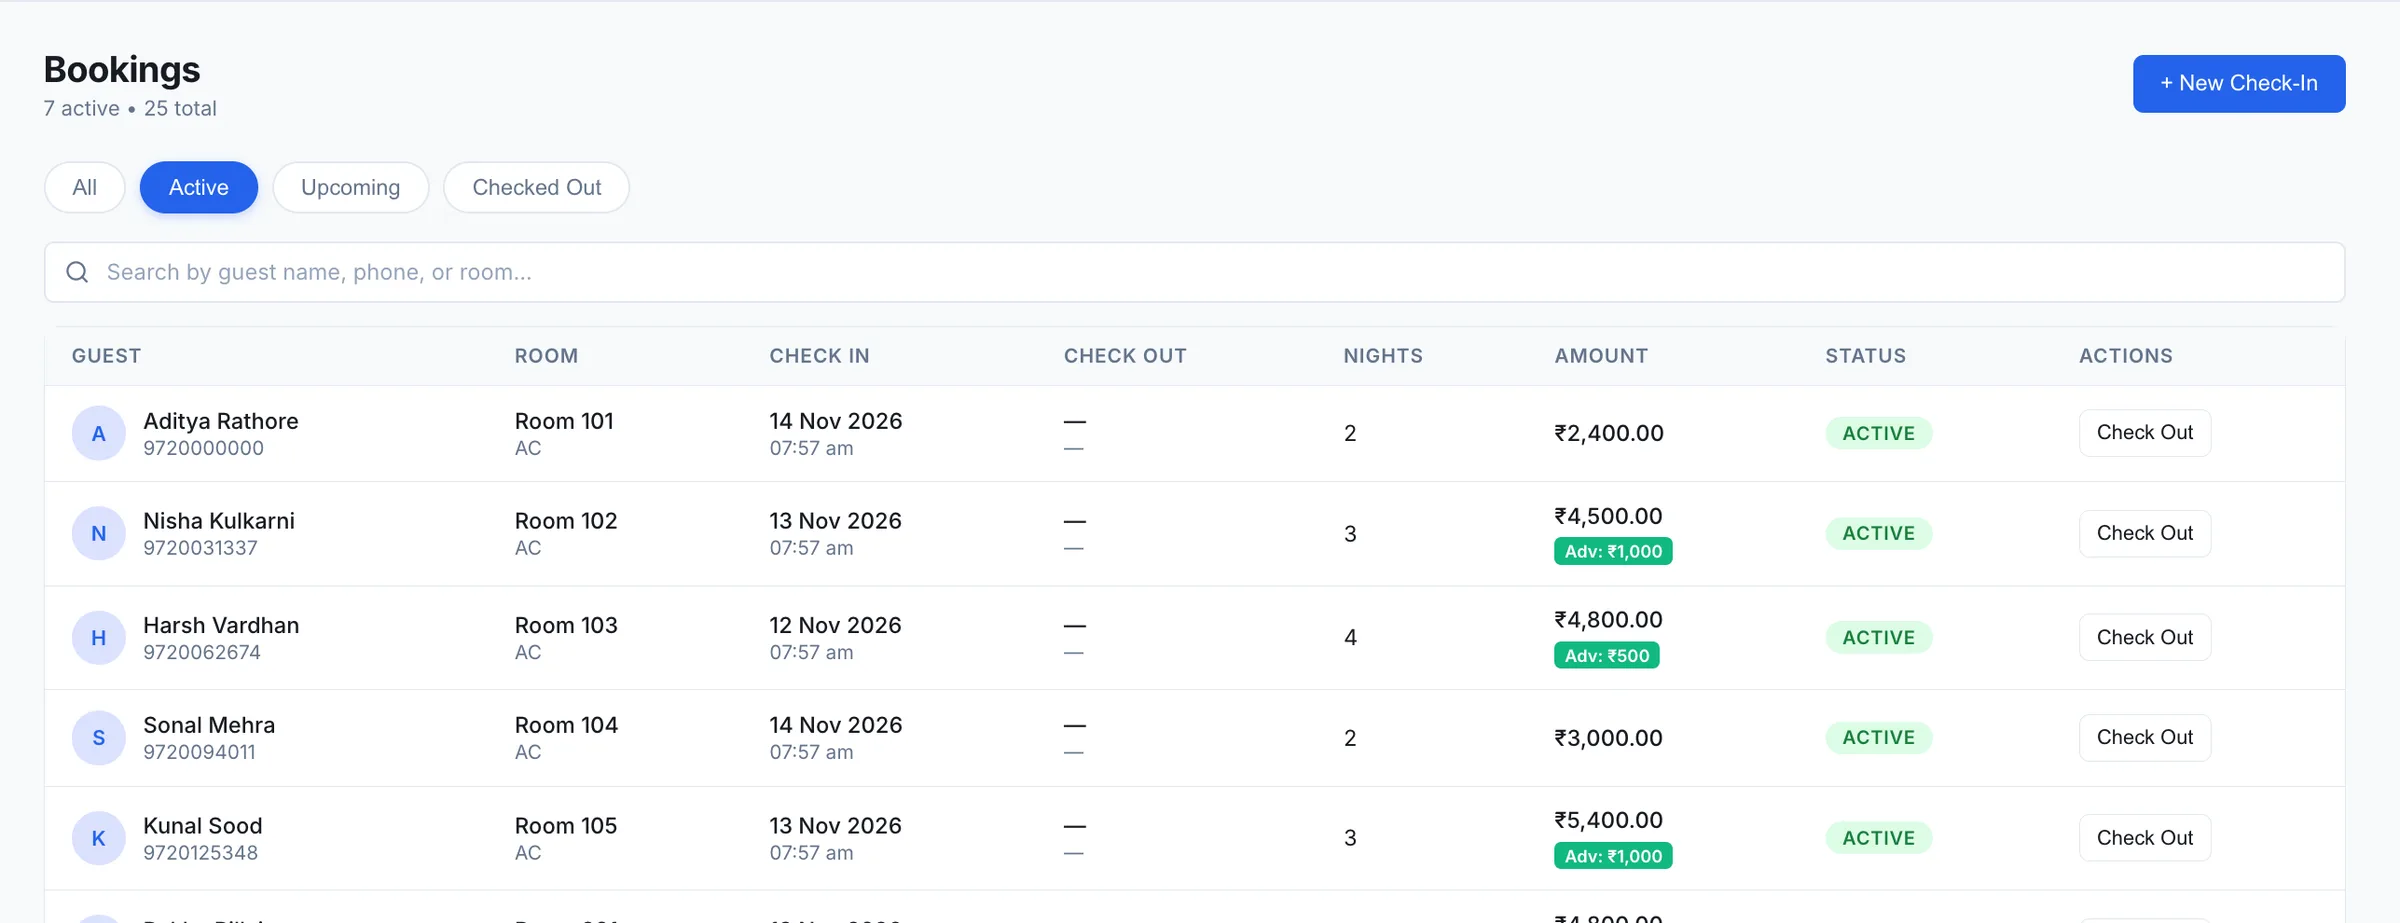 Bookings
7 active • 25 total
+ New Check-In
All Active Upcoming Checked Out
Search by guest name, phone, or room...
GUEST ROOM CHECK IN CHECK OUT NIGHTS AMOUNT STATUS ACTIONS
A Aditya Rathore Room 101 14 Nov 2026 — 2 ₹2,400.00 ACTIVE Check Out
9720000000 AC 07:57 am —
N Nisha Kulkarni Room 102 13 Nov 2026 — 3 ₹4,500.00 ACTIVE Check Out
9720031337 AC 07:57 am — Adv: ₹1,000
H Harsh Vardhan Room 103 12 Nov 2026 — 4 ₹4,800.00 ACTIVE Check Out
9720062674 AC 07:57 am — Adv: ₹500
S Sonal Mehra Room 104 14 Nov 2026 — 2 ₹3,000.00 ACTIVE Check Out
9720094011 AC 07:57 am —
K Kunal Sood Room 105 13 Nov 2026 — 3 ₹5,400.00 ACTIVE Check Out
9720125348 AC 07:57 am — Adv: ₹1,000